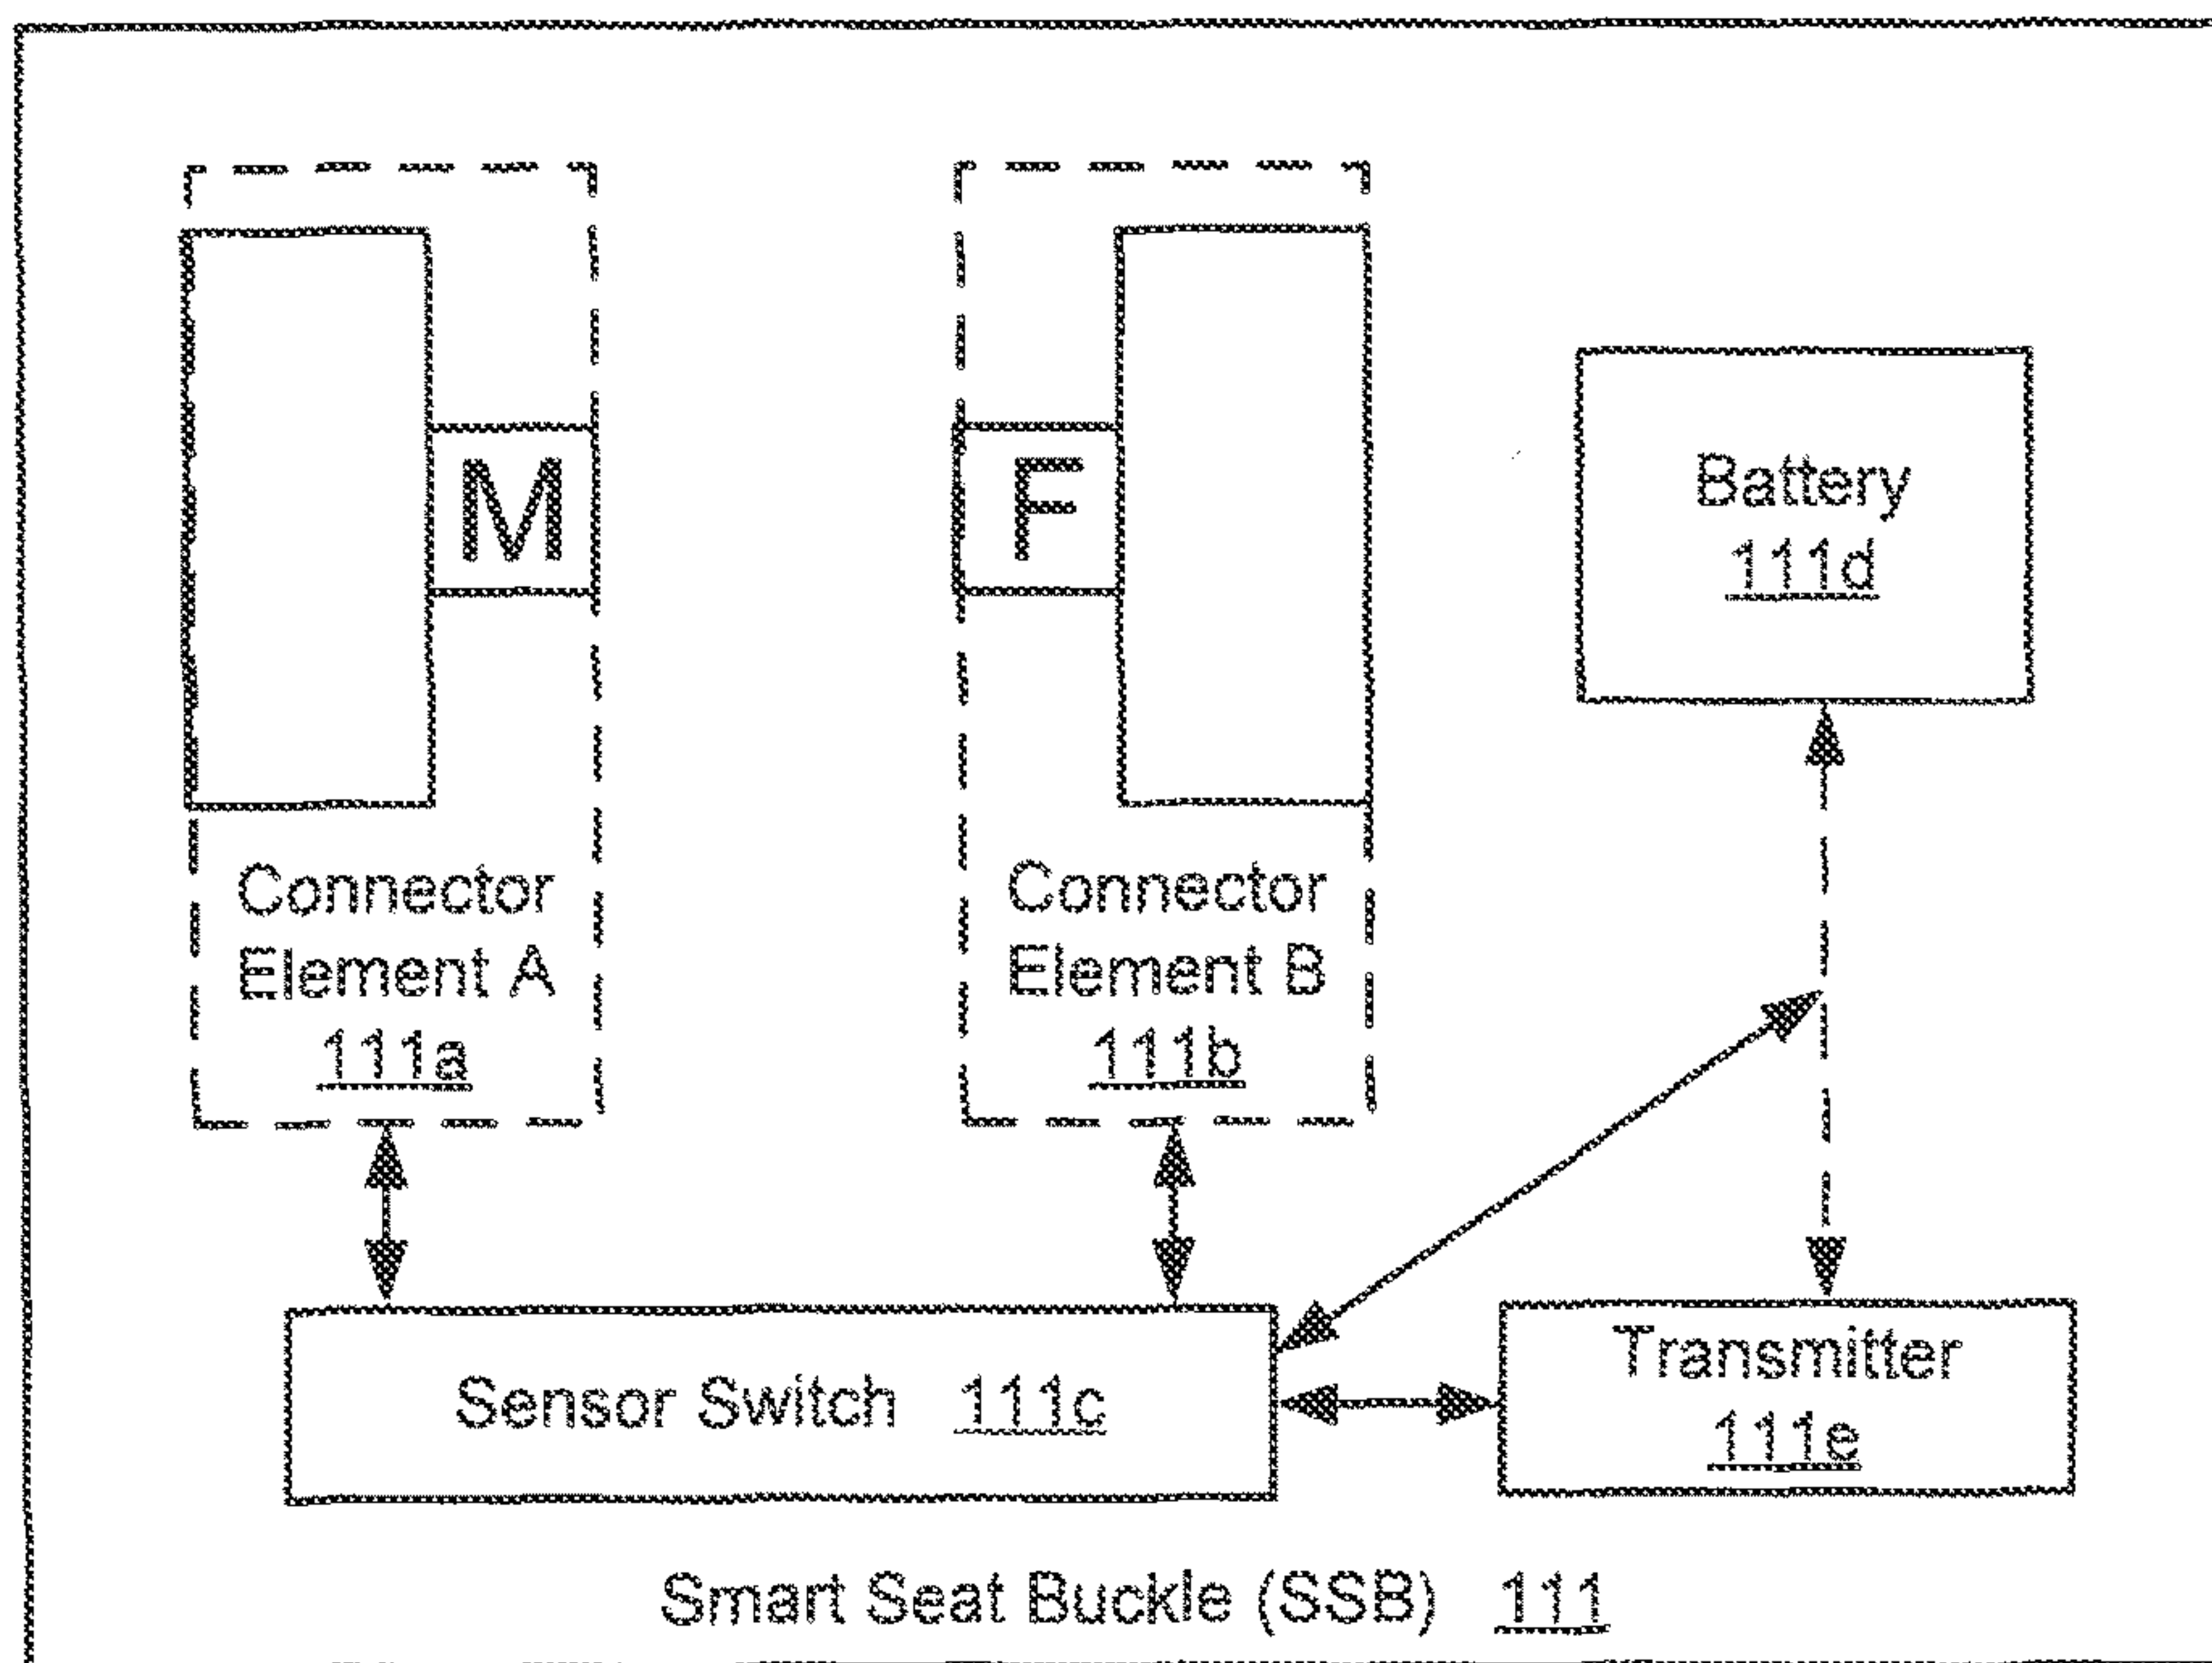 M
F
Battery
111d
Connector
Element A
111a
Connector
Element B
111b
Sensor Switch 111c
Transmitter
111e
Smart Seat Buckle (SSB) 111